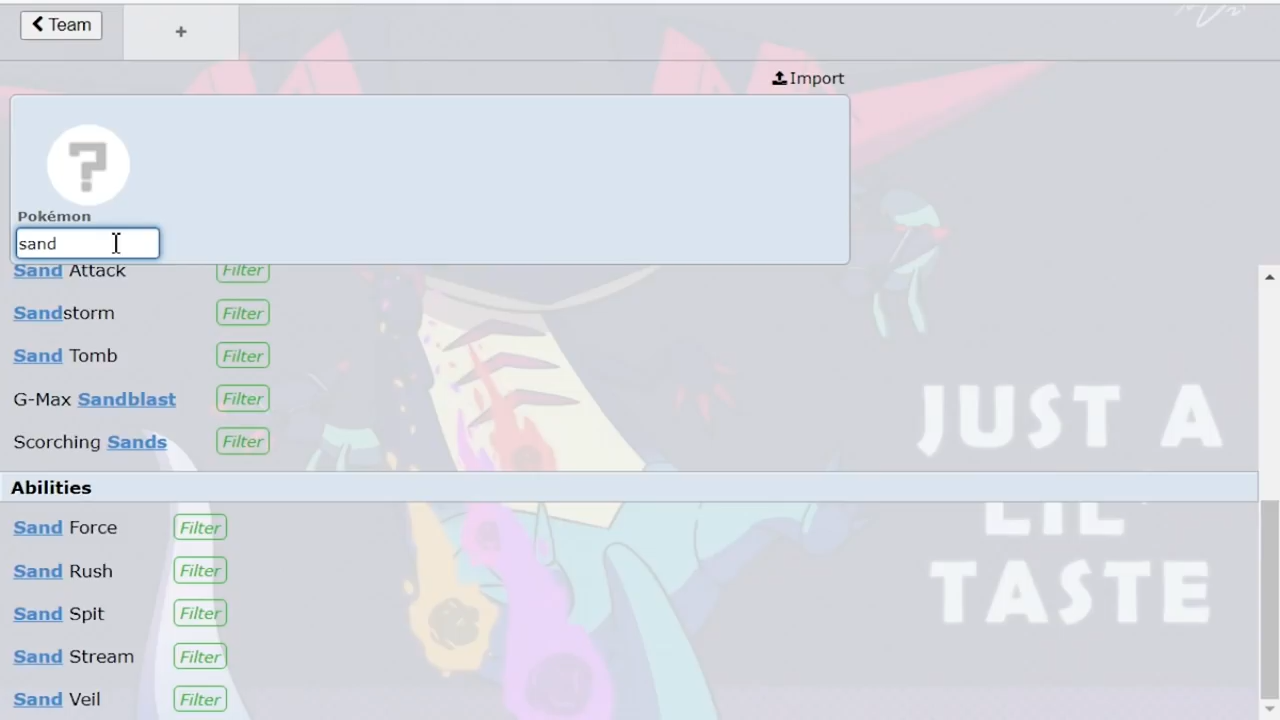 Team
+
Import
Pokémon
sand
Sand Attack Filter
Sandstorm Filter
Sand Tomb Filter
G-Max Sandblast Filter
Scorching Sands Filter
Abilities
Sand Force Filter
Sand Rush Filter
Sand Spit Filter
Sand Stream Filter
Sand Veil Filter
JUST A
LIL
TASTE